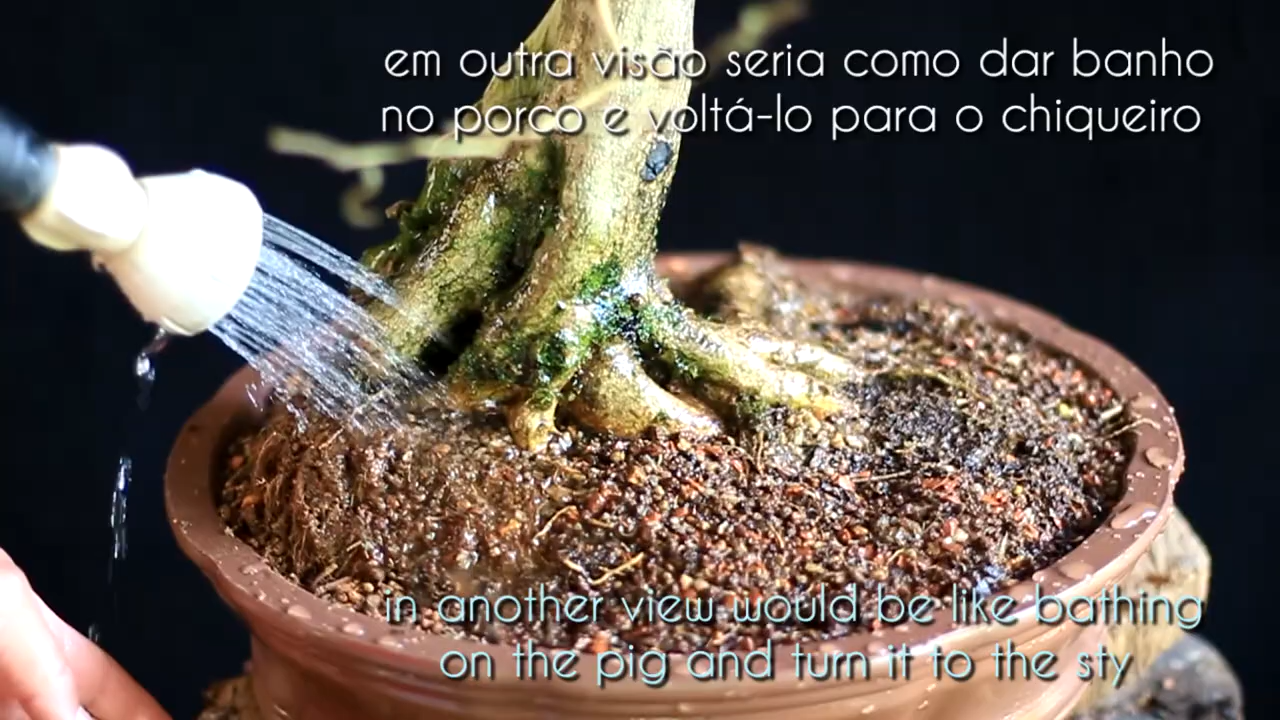 em outra visão seria como dar banho
no porco e voltá-lo para o chiqueiro
in another view would be like bathing
on the pig and turn it to the sty